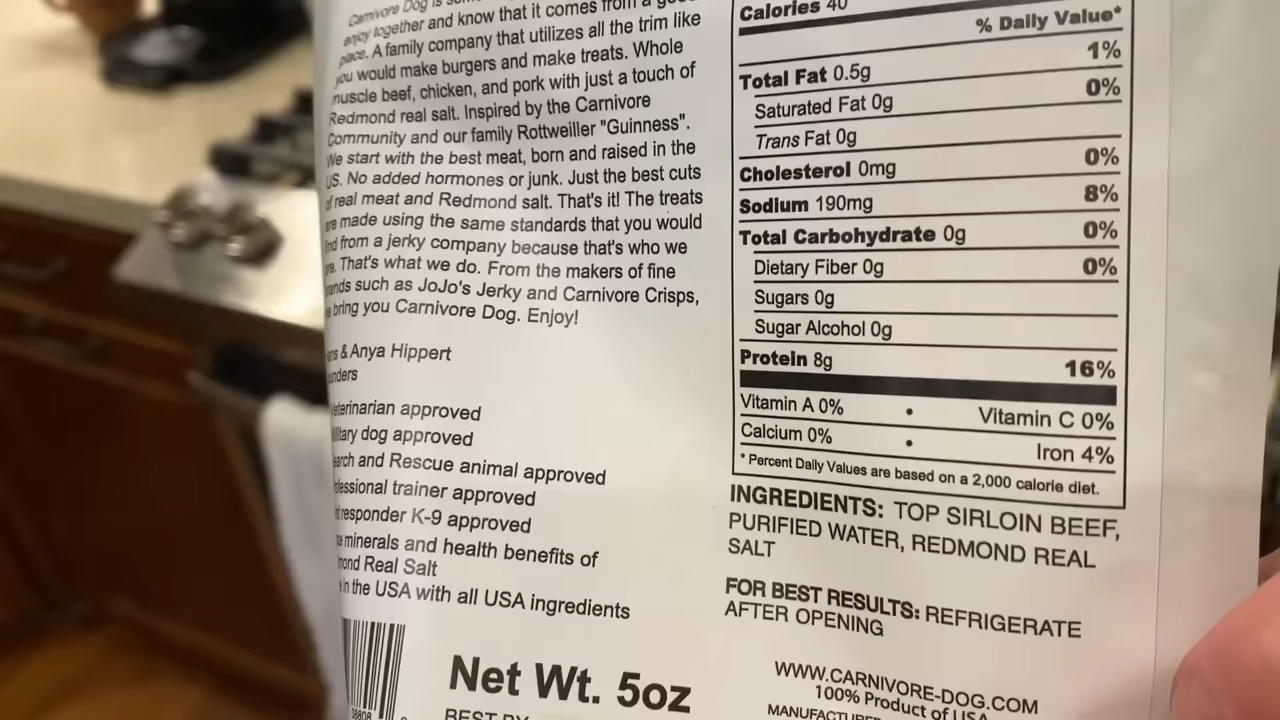 Carnivore Dog is
enjoy together and know that it comes from a good
place. A family company that utilizes all the trim like
you would make burgers and make treats. Whole
muscle beef, chicken, and pork with just a touch of
Redmond real salt. Inspired by the Carnivore
Community and our family Rottweiller "Guinness".
We start with the best meat, born and raised in the
US. No added hormones or junk. Just the best cuts
of real meat and Redmond salt. That's it! The treats
are made using the same standards that you would
find from a jerky company because that's who we
are. That's what we do. From the makers of fine
brands such as JoJo's Jerky and Carnivore Crisps,
we bring you Carnivore Dog. Enjoy!
& Anya Hippert
Founders
Veterinarian approved
Military dog approved
Search and Rescue animal approved
Professional trainer approved
responder K-9 approved
minerals and health benefits of
Redmond Real Salt
in the USA with all USA ingredients
Net Wt. 5oz
BEST BY
Calories 40
% Daily Value*
Total Fat 0.5g 1%
Saturated Fat 0g 0%
Trans Fat 0g
Cholesterol 0mg 0%
Sodium 190mg 8%
Total Carbohydrate 0g 0%
Dietary Fiber 0g 0%
Sugars 0g
Sugar Alcohol 0g
Protein 8g 16%
Vitamin A 0% • Vitamin C 0%
Calcium 0% • Iron 4%
* Percent Daily Values are based on a 2,000 calorie diet.
INGREDIENTS: TOP SIRLOIN BEEF,
PURIFIED WATER, REDMOND REAL
SALT
FOR BEST RESULTS: REFRIGERATE
AFTER OPENING
WWW.CARNIVORE-DOG.COM
100% Product of USA